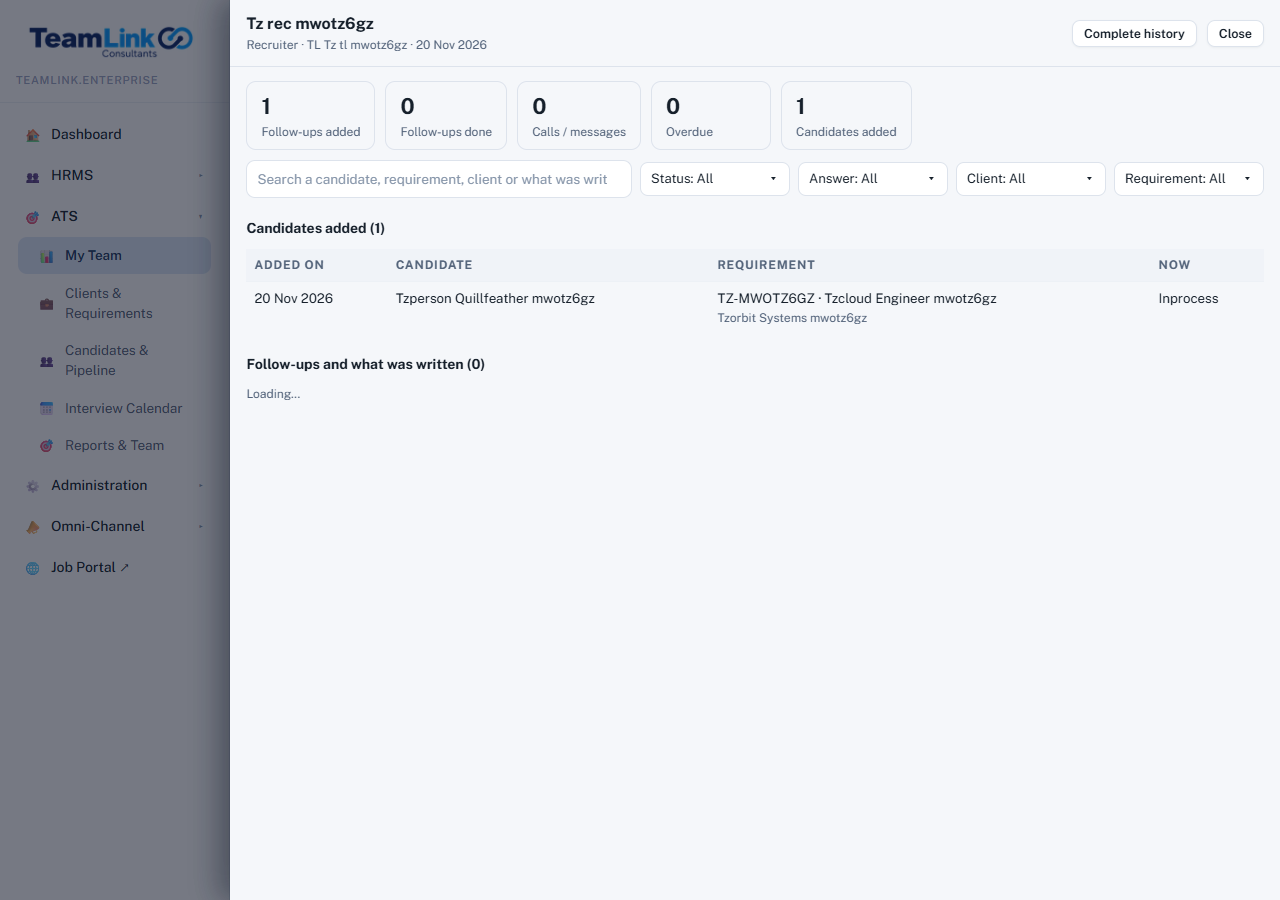 TeamLink
Consultants
TEAMLINK.ENTERPRISE
Dashboard
HRMS
ATS
My Team
Clients &
Requirements
Candidates &
Pipeline
Interview Calendar
Reports & Team
Administration
Omni-Channel
Job Portal ↗
Tz rec mwotz6gz
Recruiter · TL Tz tl mwotz6gz · 20 Nov 2026
Complete history
Close
1
Follow-ups added
0
Follow-ups done
0
Calls / messages
0
Overdue
1
Candidates added
Search a candidate, requirement, client or what was writ
Status: All
Answer: All
Client: All
Requirement: All
Candidates added (1)
ADDED ON CANDIDATE REQUIREMENT NOW
20 Nov 2026 Tzperson Quillfeather mwotz6gz TZ-MWOTZ6GZ · Tzcloud Engineer mwotz6gz Inprocess
Tzorbit Systems mwotz6gz
Follow-ups and what was written (0)
Loading...